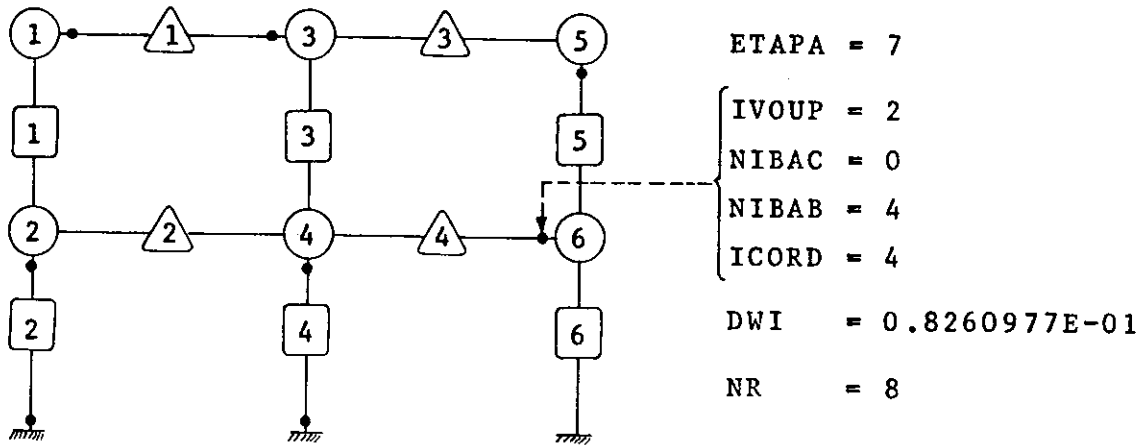 1 1 3 3 5
ETAPA = 7
1 3 5
IVOUP = 2
NIBAC = 0
NIBAB = 4
ICORD = 4
2 2 4 4 6
2 4 6
DWI = 0.8260977E-01
NR = 8